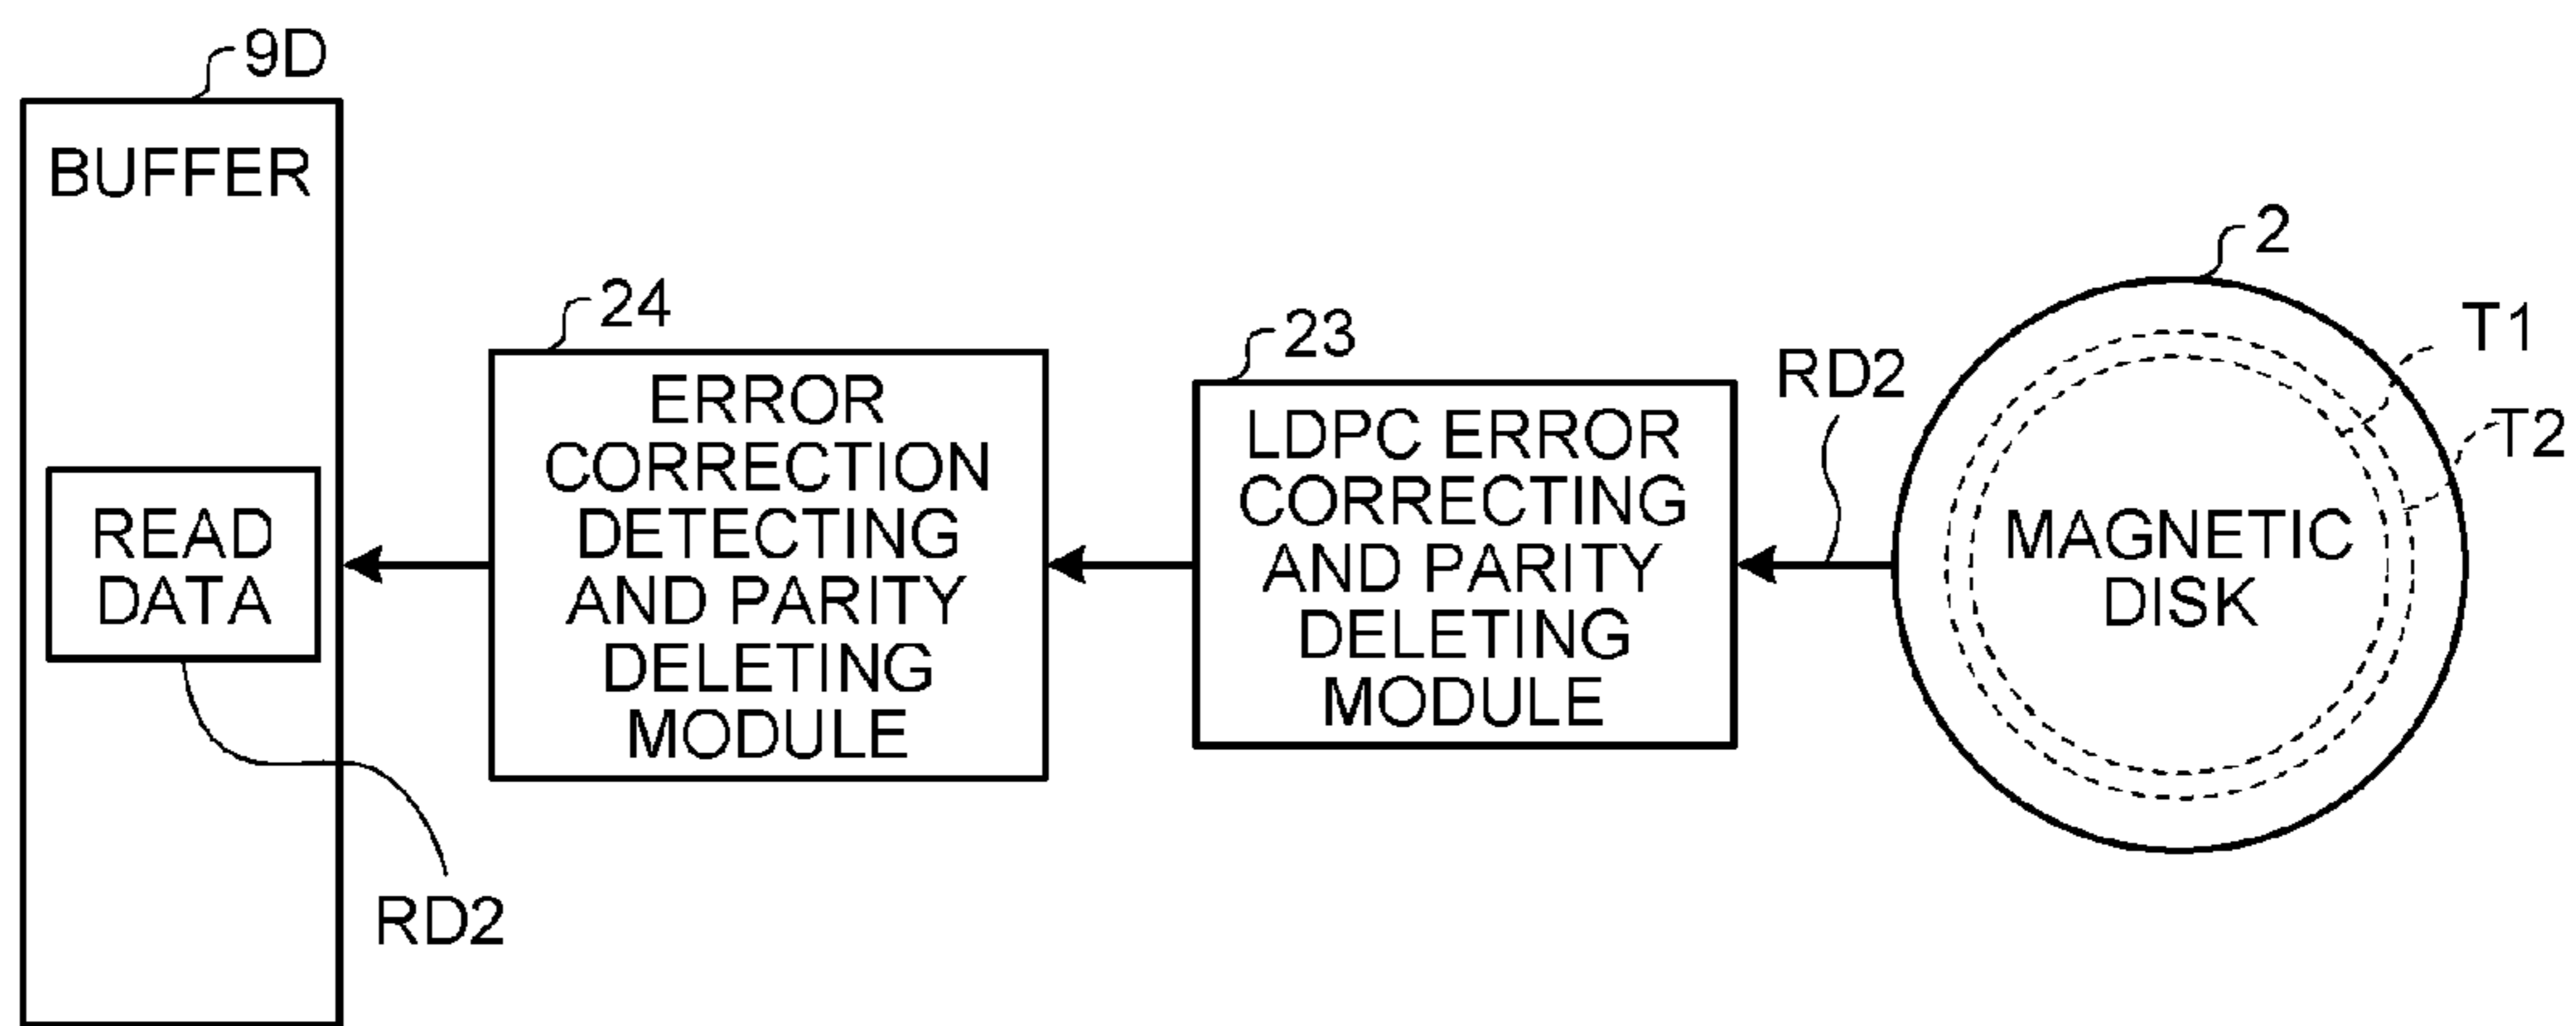 9D
BUFFER
READ
DATA
RD2
24
ERROR
CORRECTION
DETECTING
AND PARITY
DELETING
MODULE
23
LDPC ERROR
CORRECTING
AND PARITY
DELETING
MODULE
RD2
2
T1
T2
MAGNETIC
DISK